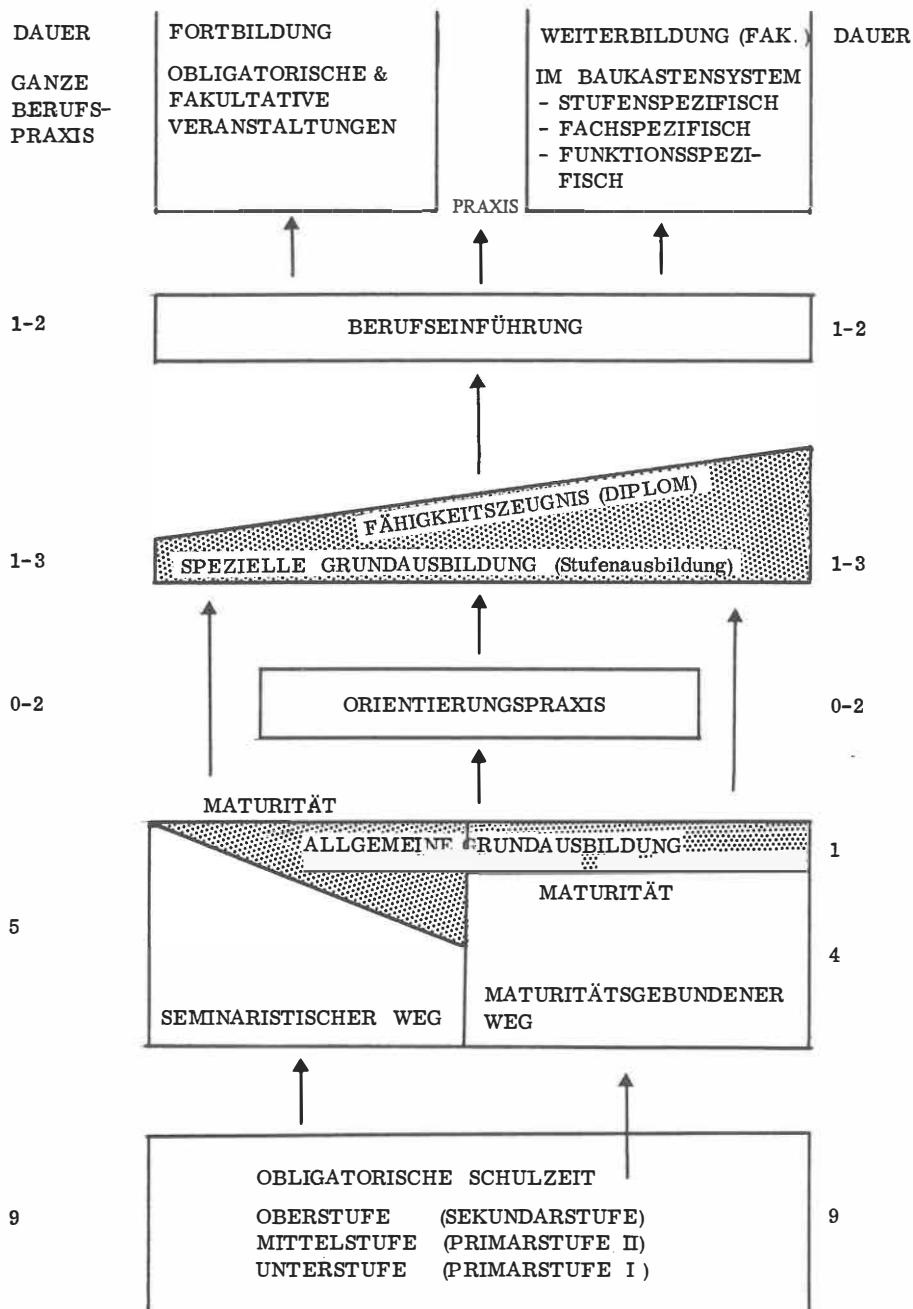 DAUER
GANZE
BERUFS-
PRAXIS
FORTBILDUNG
OBLIGATORISCHE &
FAKULTATIVE
VERANSTALTUNGEN
WEITERBILDUNG (FAK.)
IM BAUKASTENSYSTEM
- STUFENSPEZIFISCH
- FACHSPEZIFISCH
- FUNKTIONSSPEZI-
FISCH
DAUER
PRAXIS
1-2
BERUFSEINFÜHRUNG
1-2
FÄHIGKEITSZEUGNIS (DIPLOM)
1-3
SPEZIELLE GRUNDAUSBILDUNG (Stufenausbildung)
1-3
0-2
ORIENTIERUNGSPRAXIS
0-2
MATURITÄT
ALLGEMEINE GRUNDAUSBILDUNG
1
MATURITÄT
5
4
SEMINARISTISCHER WEG
MATURITÄTSGEBUNDENER
WEG
OBLIGATORISCHE SCHULZEIT
9
OBERSTUFE (SEKUNDARSTUFE)
MITTELSTUFE (PRIMARSTUFE II)
UNTERSTUFE (PRIMARSTUFE I )
9